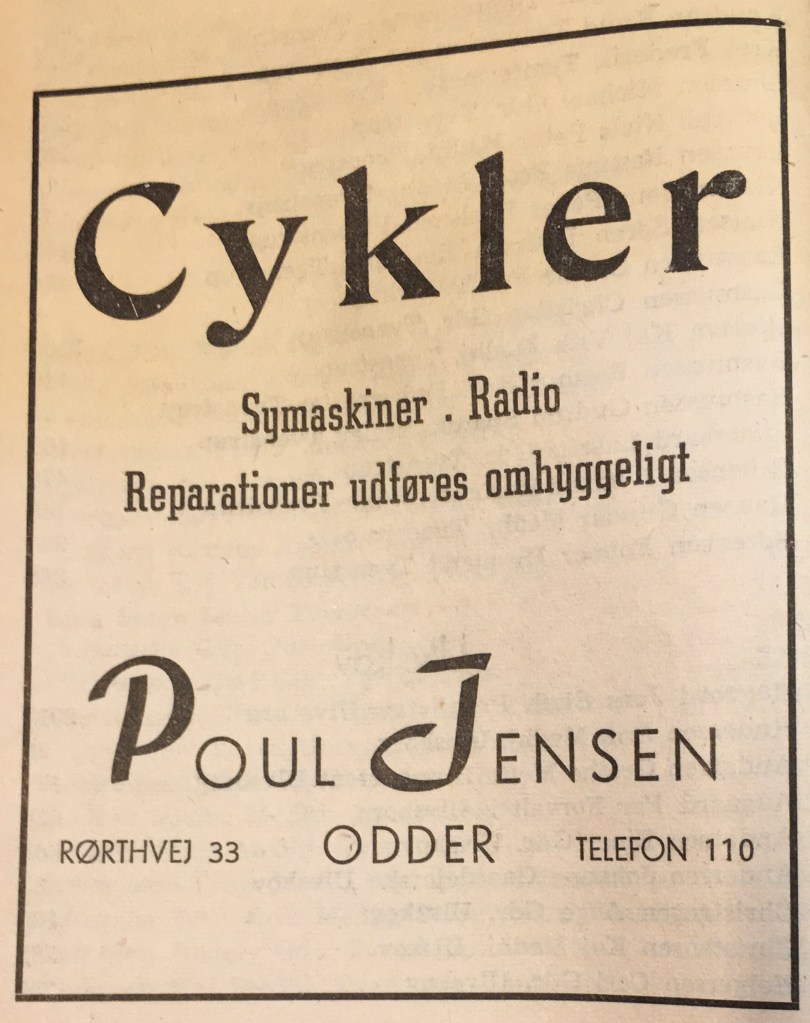 Cykler
Symaskiner . Radio
Reparationer udføres omhyggeligt
POUL JENSEN
RØRTHVEJ 33 ODDER TELEFON 110